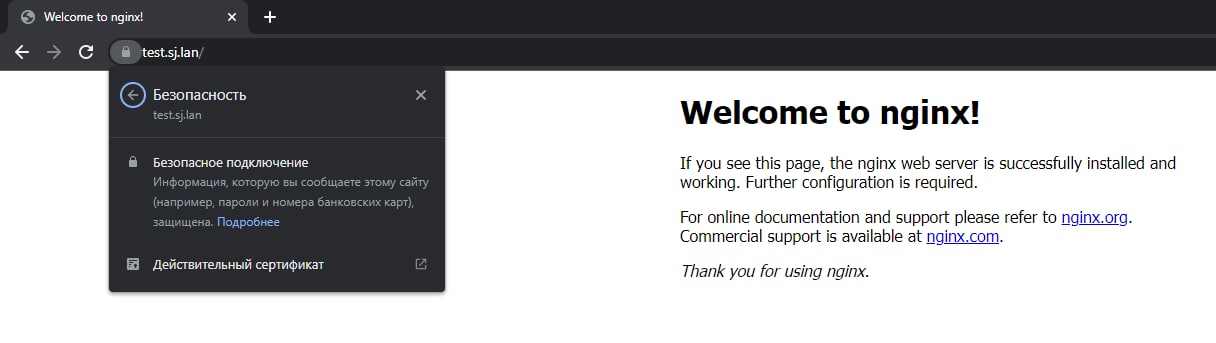 Welcome to nginx!
test.sj.lan/
Безопасность
test.sj.lan
Безопасное подключение
Информация, которую вы сообщаете этому сайту
(например, пароли и номера банковских карт),
защищена. Подробнее
Действительный сертификат
Welcome to nginx!
If you see this page, the nginx web server is successfully installed and
working. Further configuration is required.
For online documentation and support please refer to nginx.org.
Commercial support is available at nginx.com.
Thank you for using nginx.